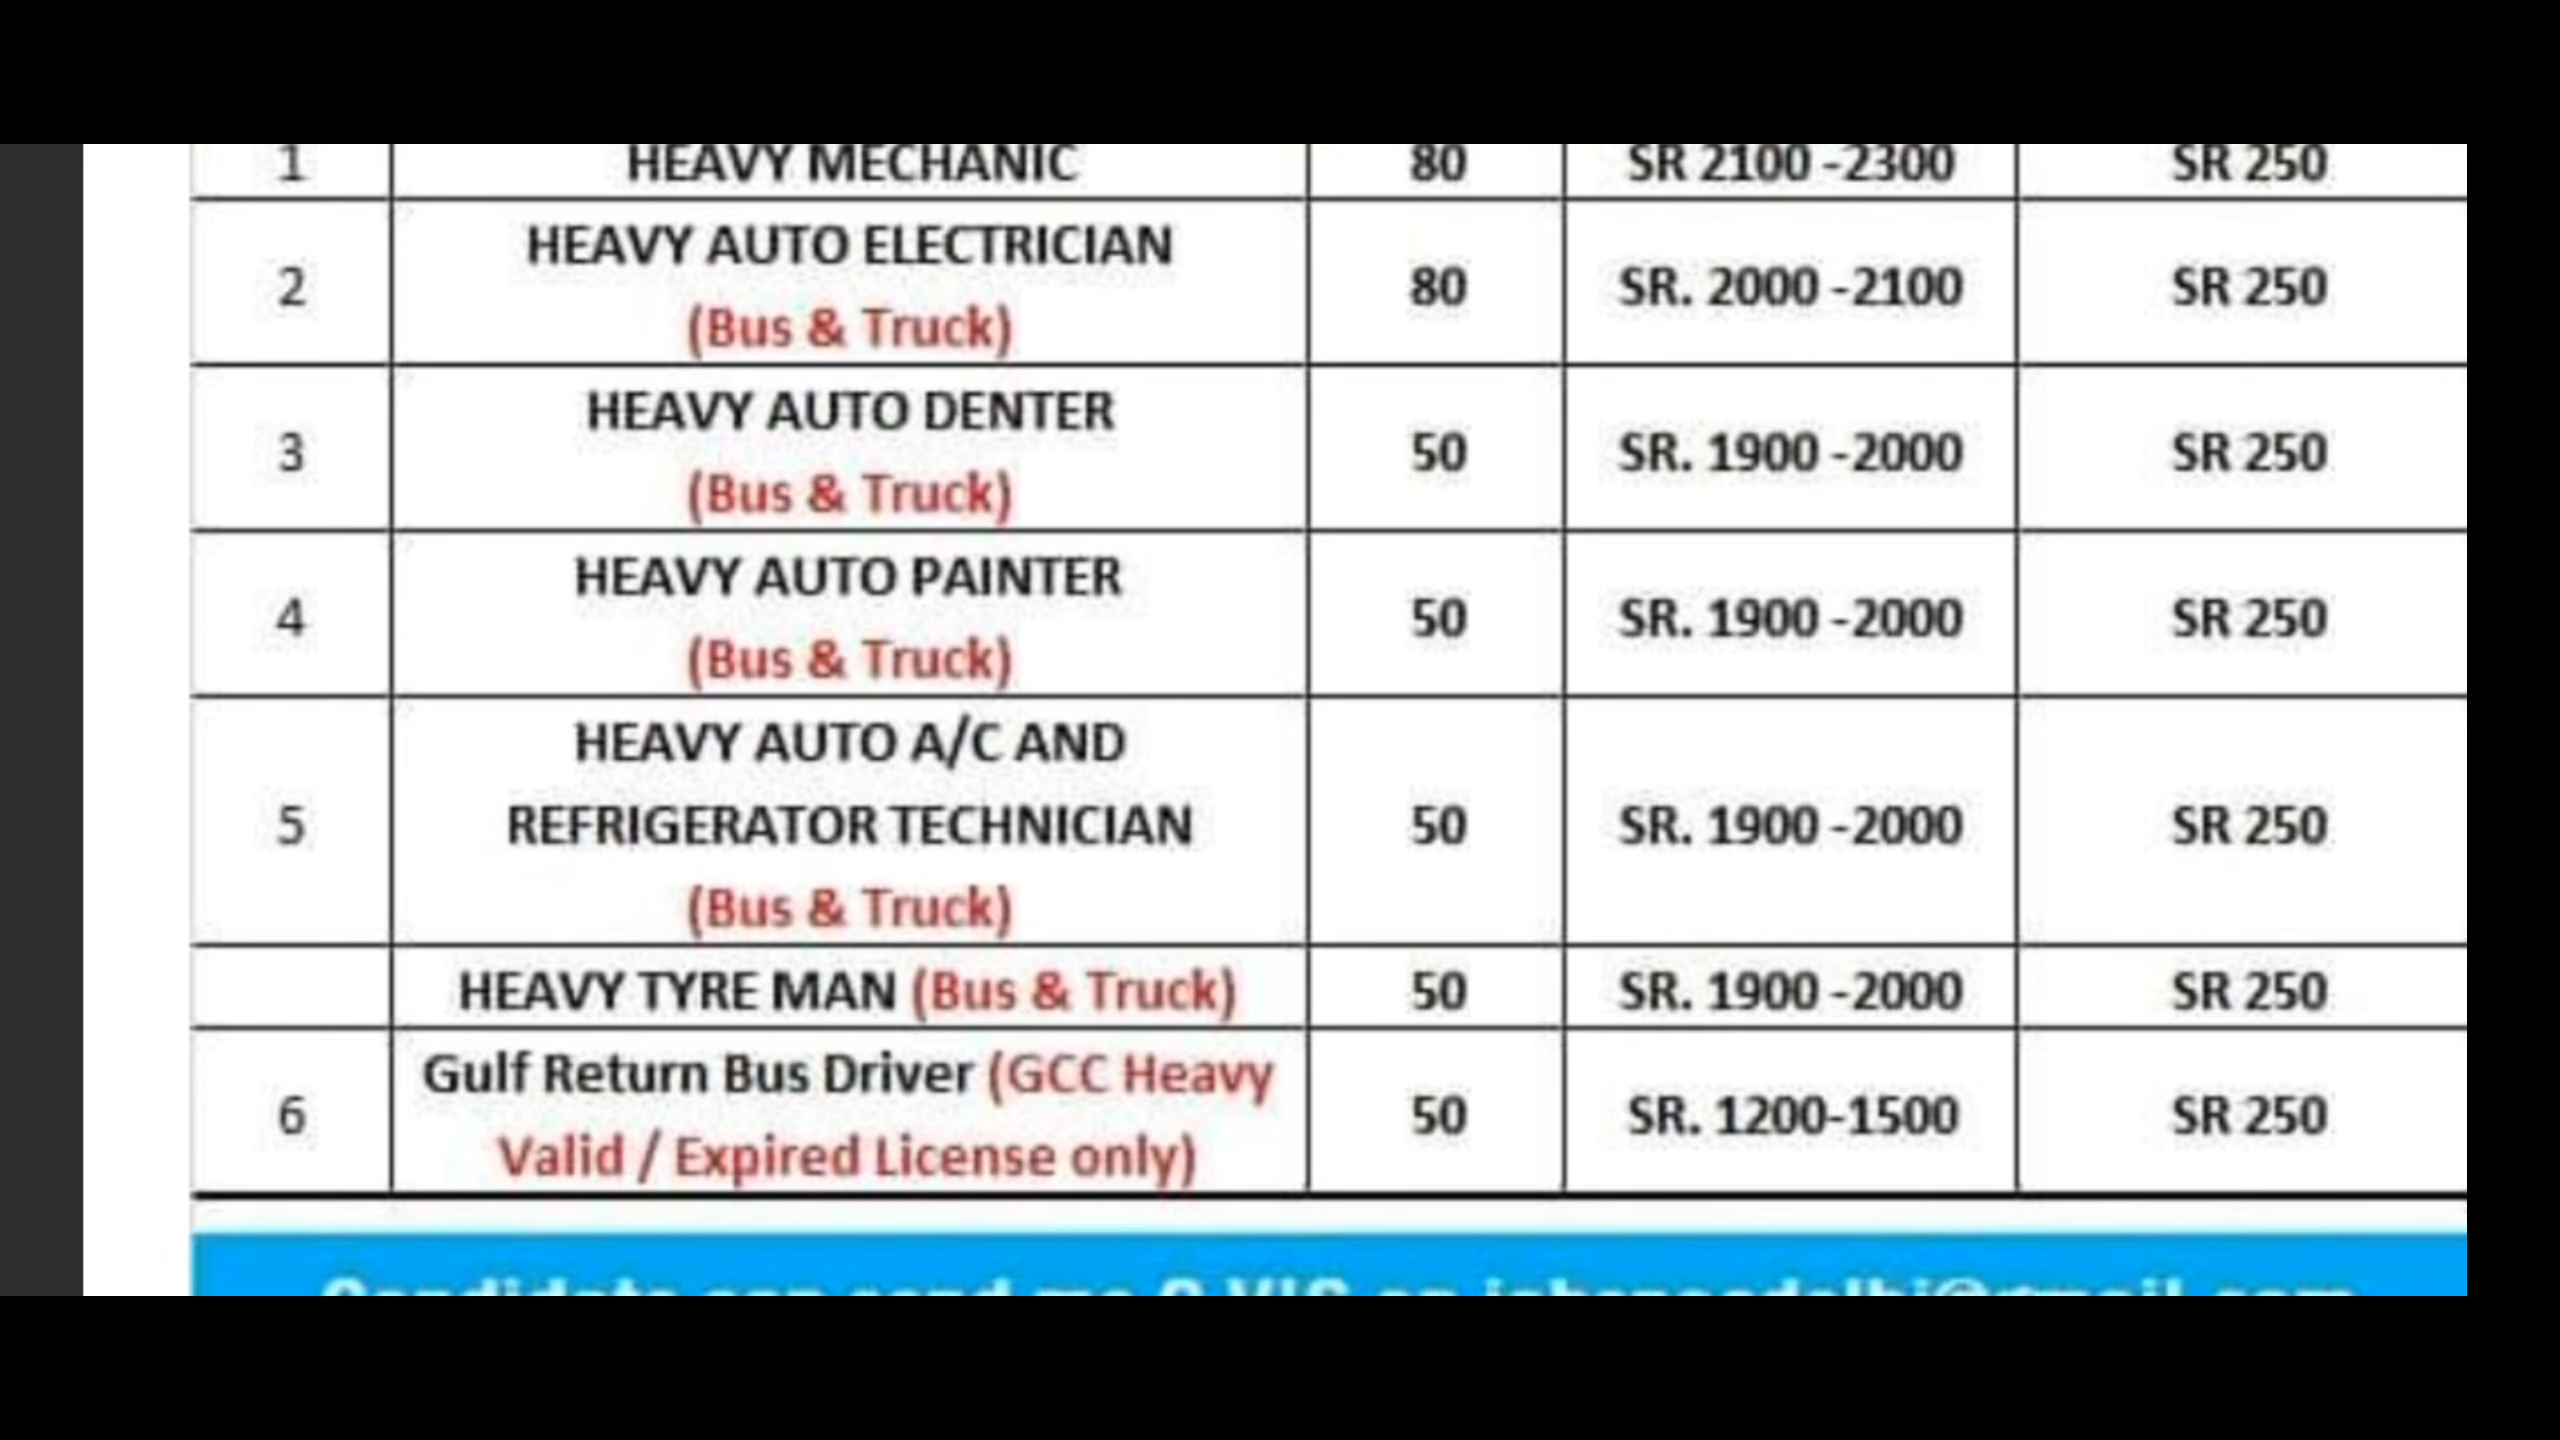 1 HEAVY MECHANIC 80 SR 2100 -2300 SR 250
HEAVY AUTO ELECTRICIAN
2 80 SR. 2000 -2100 SR 250
(Bus & Truck)
HEAVY AUTO DENTER
3 50 SR. 1900 -2000 SR 250
(Bus & Truck)
HEAVY AUTO PAINTER
4 50 SR. 1900 -2000 SR 250
(Bus & Truck)
HEAVY AUTO A/C AND
5 REFRIGERATOR TECHNICIAN 50 SR. 1900 -2000 SR 250
(Bus & Truck)
HEAVY TYRE MAN (Bus & Truck) 50 SR. 1900 -2000 SR 250
Gulf Return Bus Driver (GCC Heavy
6 50 SR. 1200-1500 SR 250
Valid / Expired License only)
Candidate can send